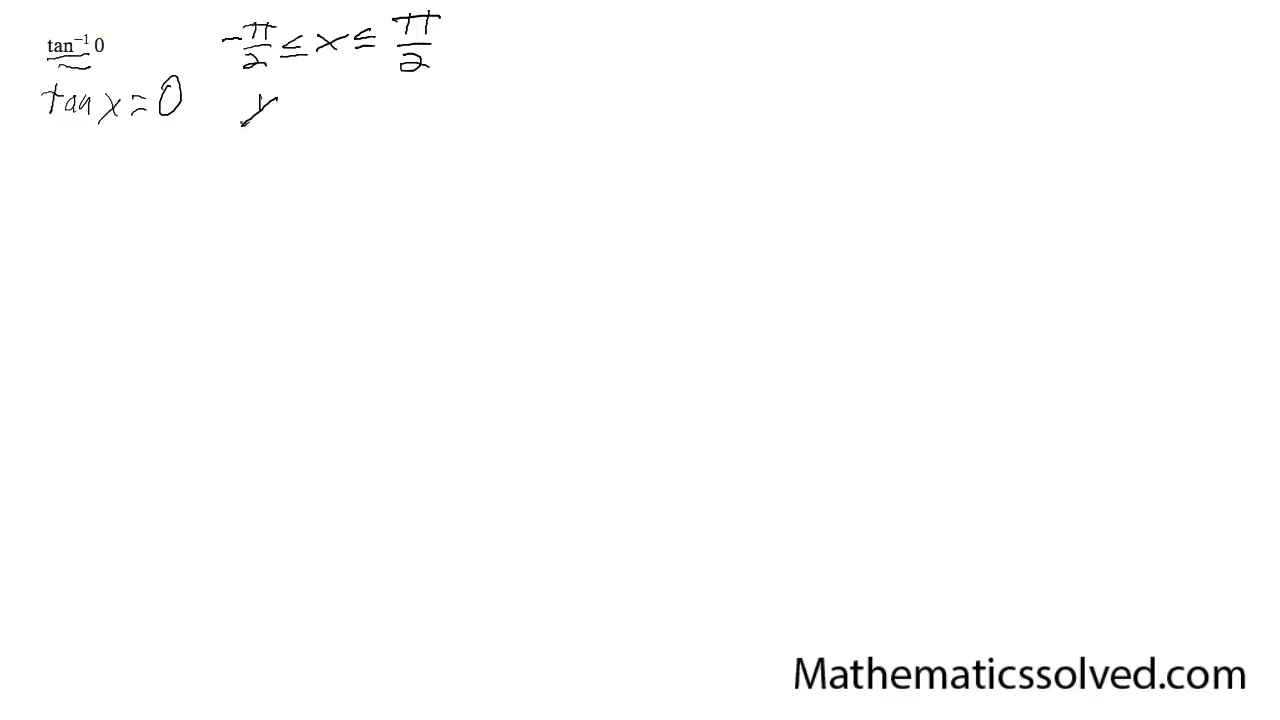 tan⁻¹ 0
-π/2 ≤ x ≤ π/2
tan x = 0
Mathematicssolved.com